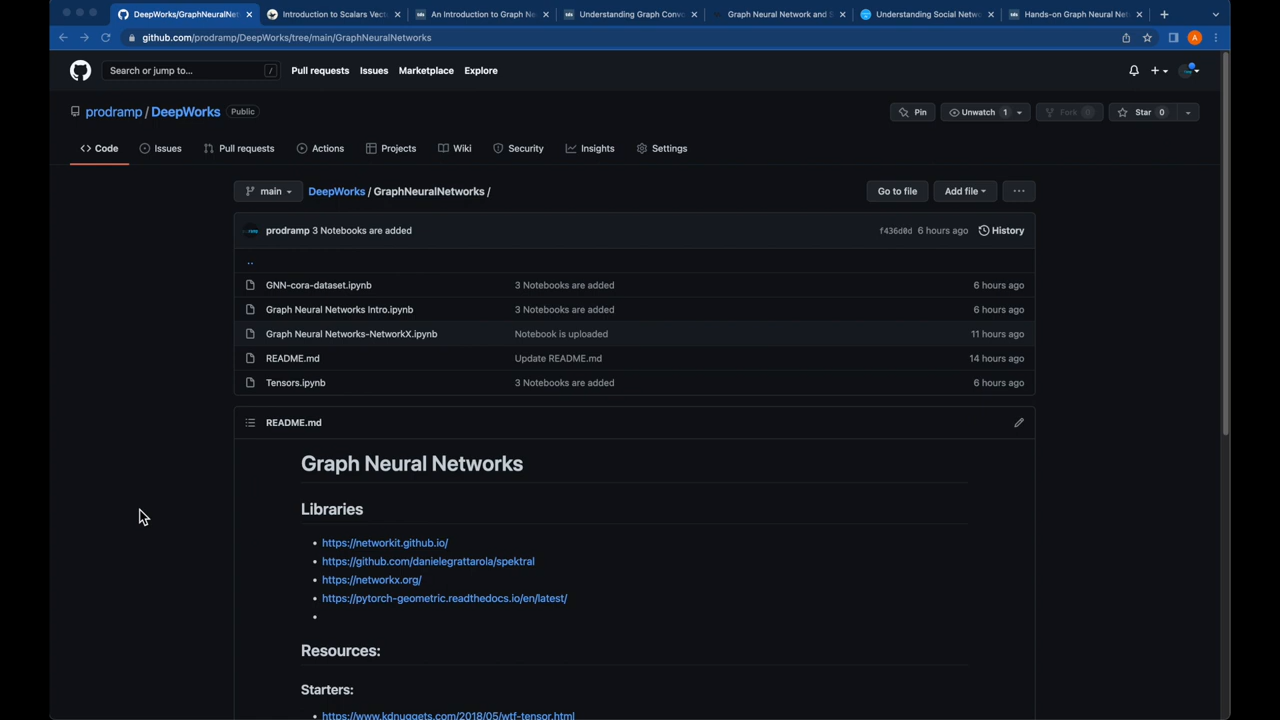 DeepWorks/GraphNeuralNet
Introduction to Scalars Vect
An Introduction to Graph Ne
Understanding Graph Conv
Graph Neural Network and S
Understanding Social Netwo
Hands-on Graph Neural Net
github.com/prodramp/DeepWorks/tree/main/GraphNeuralNetworks
A
Search or jump to... /
Pull requests Issues Marketplace Explore
prodramp / DeepWorks Public
Pin Unwatch 1 Fork 0 Star 0
Code Issues Pull requests Actions Projects Wiki Security Insights Settings
main DeepWorks / GraphNeuralNetworks / Go to file Add file ...
prodramp 3 Notebooks are added f436d0d 6 hours ago History
..
GNN-cora-dataset.ipynb 3 Notebooks are added 6 hours ago
Graph Neural Networks Intro.ipynb 3 Notebooks are added 6 hours ago
Graph Neural Networks-NetworkX.ipynb Notebook is uploaded 11 hours ago
README.md Update README.md 14 hours ago
Tensors.ipynb 3 Notebooks are added 6 hours ago
README.md
Graph Neural Networks
Libraries
• https://networkit.github.io/
• https://github.com/danielegrattarola/spektral
• https://networkx.org/
• https://pytorch-geometric.readthedocs.io/en/latest/
•
Resources:
Starters:
• https://www.kdnuggets.com/2018/05/wtf-tensor.html